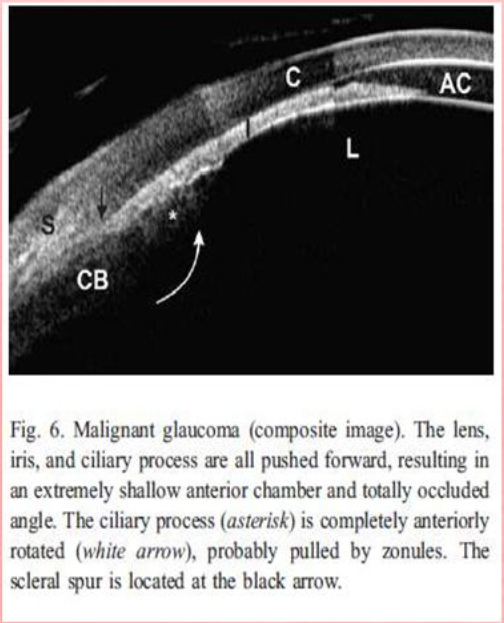 C
AC
I
L
S
*
CB
Fig. 6. Malignant glaucoma (composite image). The lens,
iris, and ciliary process are all pushed forward, resulting in
an extremely shallow anterior chamber and totally occluded
angle. The ciliary process (asterisk) is completely anteriorly
rotated (white arrow), probably pulled by zonules. The
scleral spur is located at the black arrow.